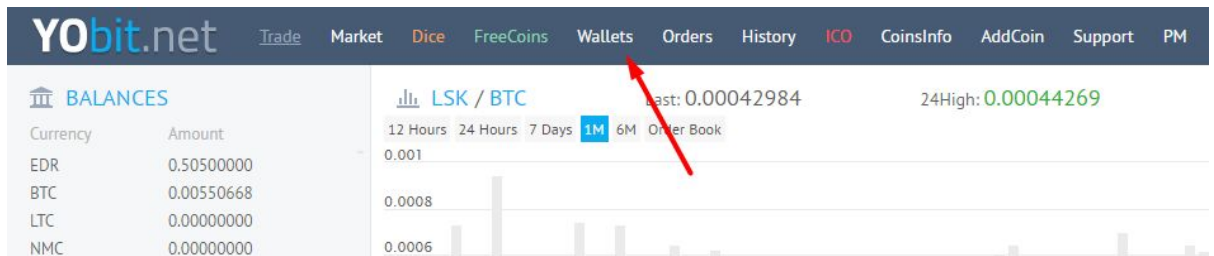 YObit.net Trade Market Dice FreeCoins Wallets Orders History ICO CoinsInfo AddCoin Support PM
BALANCES
Currency Amount
EDR 0.50500000
BTC 0.00550668
LTC 0.00000000
NMC 0.00000000
LSK / BTC Last: 0.00042984 24High: 0.00044269
12 Hours 24 Hours 7 Days 1M 6M Order Book
0.001
0.0008
0.0006